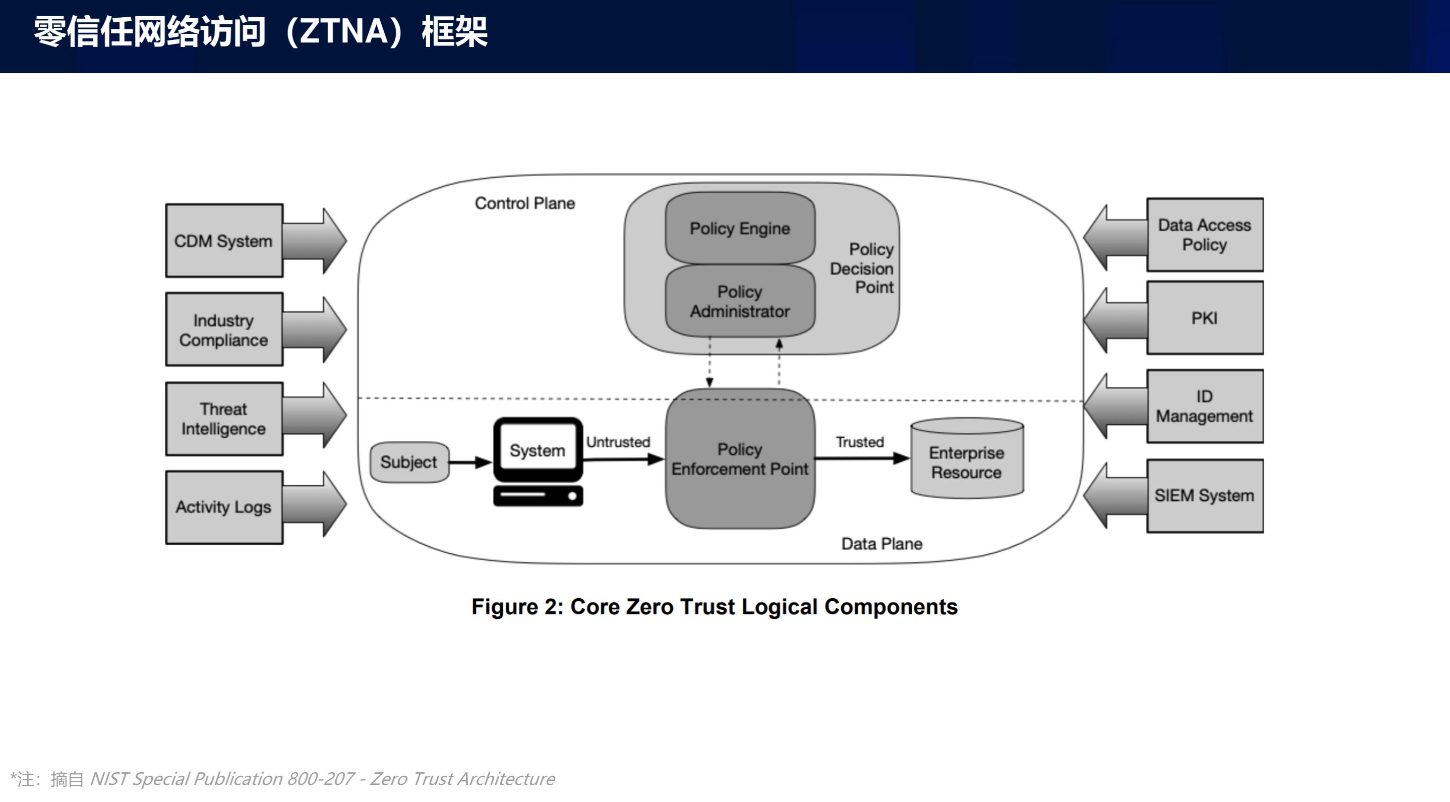 零信任网络访问（ZTNA）框架
Control Plane
Policy Engine
Policy
Administrator
Policy
Decision
Point
CDM System
Industry
Compliance
Threat
Intelligence
Activity Logs
Subject
System
Untrusted
Policy
Enforcement Point
Trusted
Enterprise
Resource
Data Plane
Data Access
Policy
PKI
ID
Management
SIEM System
Figure 2: Core Zero Trust Logical Components
*注：摘自 NIST Special Publication 800-207 - Zero Trust Architecture